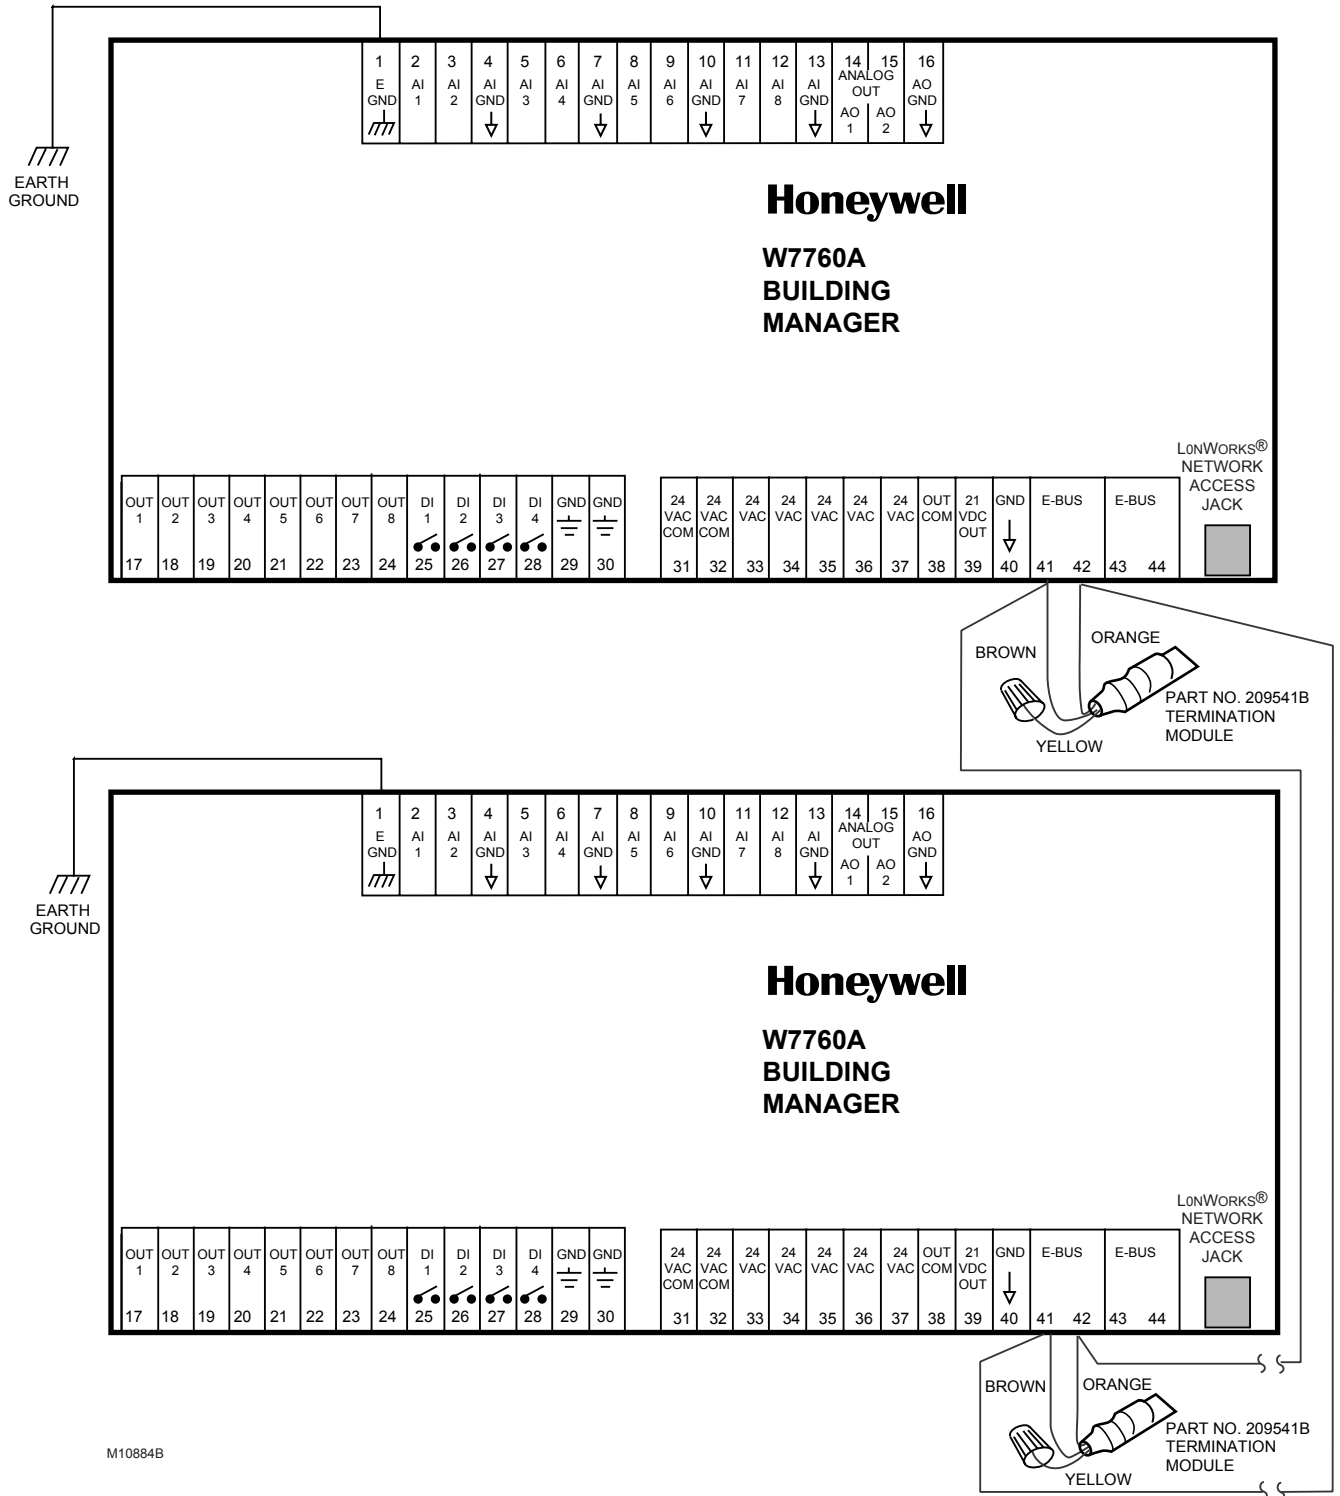 1 2 3 4 5 6 7 8 9 10 11 12 13 14 15 16
E GND AI 1 AI 2 AI GND AI 3 AI 4 AI GND AI 5 AI 6 AI GND AI 7 AI 8 AI GND ANALOG OUT AO 1 AO 2 AO GND
EARTH
GROUND
Honeywell
W7760A
BUILDING
MANAGER
LONWORKS®
NETWORK
ACCESS
JACK
OUT 1 OUT 2 OUT 3 OUT 4 OUT 5 OUT 6 OUT 7 OUT 8 DI 1 DI 2 DI 3 DI 4 GND GND
17 18 19 20 21 22 23 24 25 26 27 28 29 30
24 VAC COM 24 VAC COM 24 VAC 24 VAC 24 VAC 24 VAC 24 VAC OUT COM 21 VDC OUT GND E-BUS E-BUS
31 32 33 34 35 36 37 38 39 40 41 42 43 44
BROWN
ORANGE
YELLOW
PART NO. 209541B
TERMINATION
MODULE
1 2 3 4 5 6 7 8 9 10 11 12 13 14 15 16
E GND AI 1 AI 2 AI GND AI 3 AI 4 AI GND AI 5 AI 6 AI GND AI 7 AI 8 AI GND ANALOG OUT AO 1 AO 2 AO GND
EARTH
GROUND
Honeywell
W7760A
BUILDING
MANAGER
LONWORKS®
NETWORK
ACCESS
JACK
OUT 1 OUT 2 OUT 3 OUT 4 OUT 5 OUT 6 OUT 7 OUT 8 DI 1 DI 2 DI 3 DI 4 GND GND
17 18 19 20 21 22 23 24 25 26 27 28 29 30
24 VAC COM 24 VAC COM 24 VAC 24 VAC 24 VAC 24 VAC 24 VAC OUT COM 21 VDC OUT GND E-BUS E-BUS
31 32 33 34 35 36 37 38 39 40 41 42 43 44
BROWN
ORANGE
YELLOW
PART NO. 209541B
TERMINATION
MODULE
M10884B